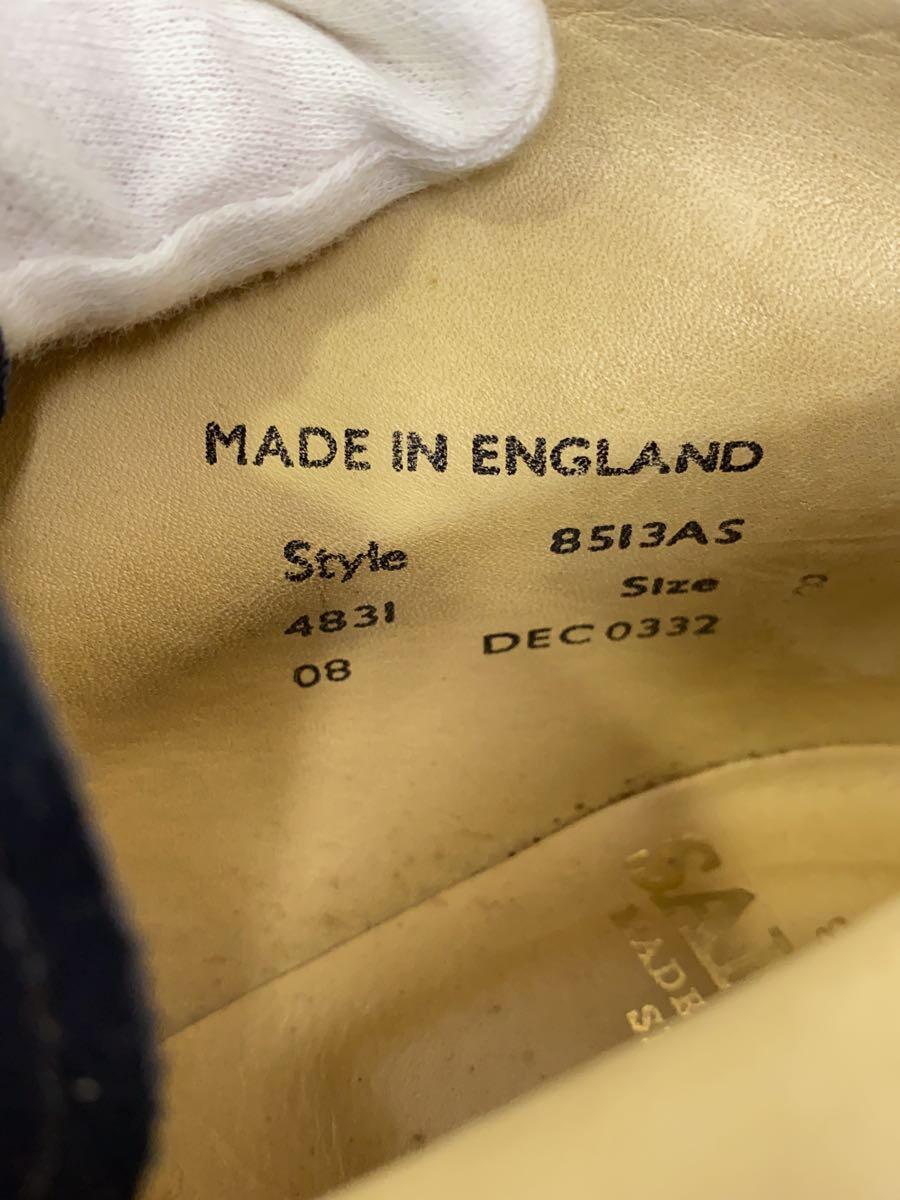 MADE IN ENGLAND
Style 8513AS
4831 Size 8
08 DEC 0332